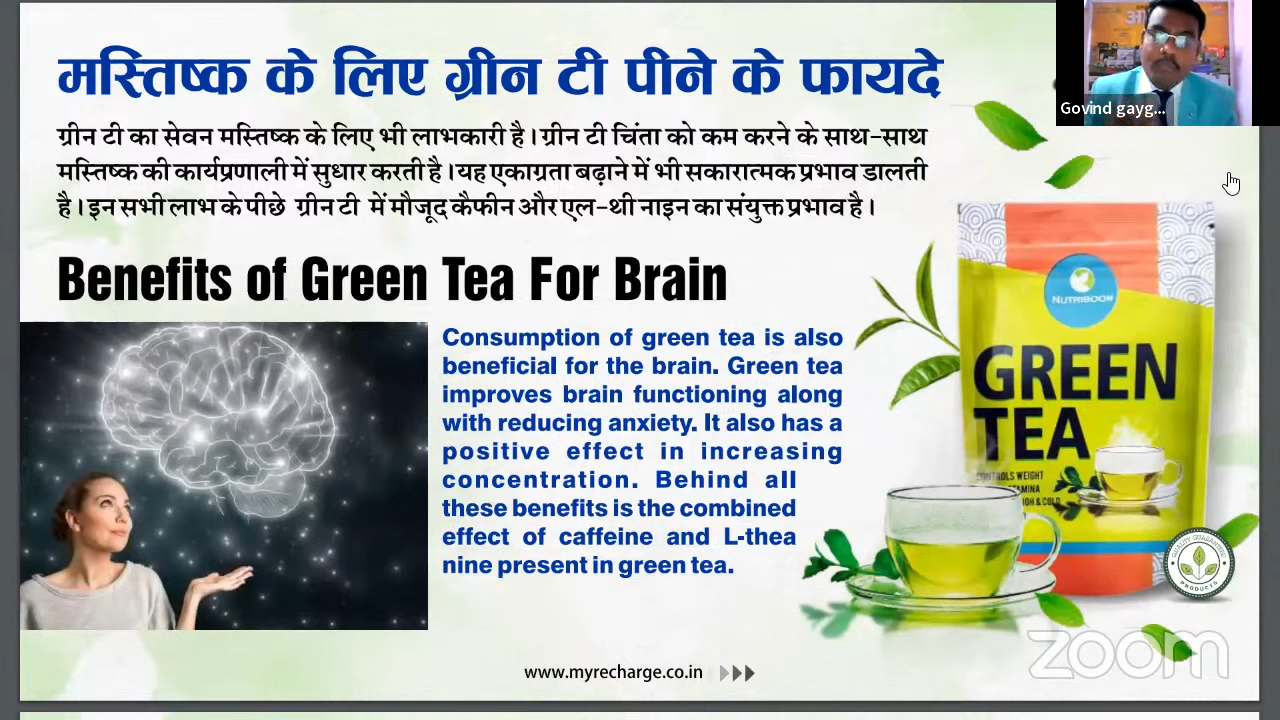 मस्तिष्क के लिए ग्रीन टी पीने के फायदे
ग्रीन टी का सेवन मस्तिष्क के लिए भी लाभकारी है। ग्रीन टी चिंता को कम करने के साथ-साथ
मस्तिष्क की कार्यप्रणाली में सुधार करती है। यह एकाग्रता बढ़ाने में भी सकारात्मक प्रभाव डालती
है। इन सभी लाभ के पीछे ग्रीन टी में मौजूद कैफीन और एल-थी नाइन का संयुक्त प्रभाव है।
Govind gayg...
Benefits of Green Tea For Brain
Consumption of green tea is also
beneficial for the brain. Green tea
improves brain functioning along
with reducing anxiety. It also has a
positive effect in increasing
concentration. Behind all
these benefits is the combined
effect of caffeine and L-thea
nine present in green tea.
NUTRIBOON
GREEN
TEA
CONTROLS WEIGHT
QUALITY GUARANTEE
PRODUCTS
zoom
www.myrecharge.co.in